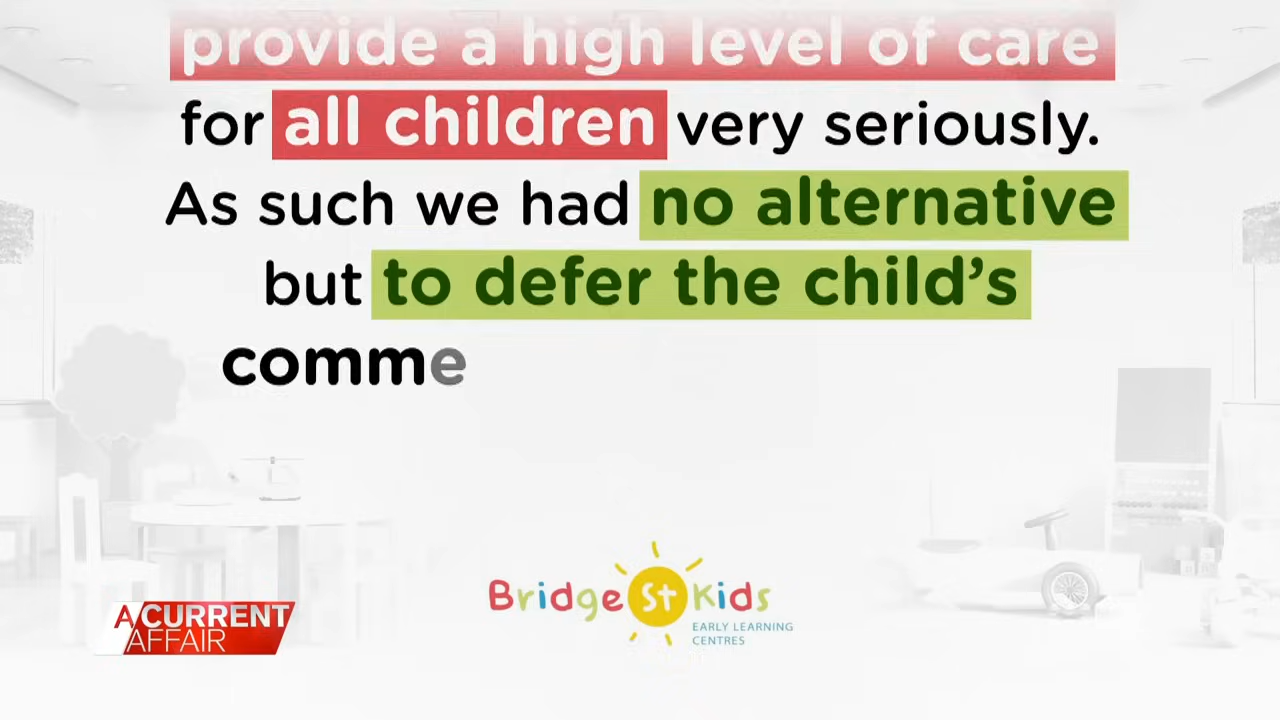 provide a high level of care
for all children very seriously.
As such we had no alternative
but to defer the child’s
comme
Bridge St Kids
EARLY LEARNING
CENTRES
A CURRENT
AFFAIR